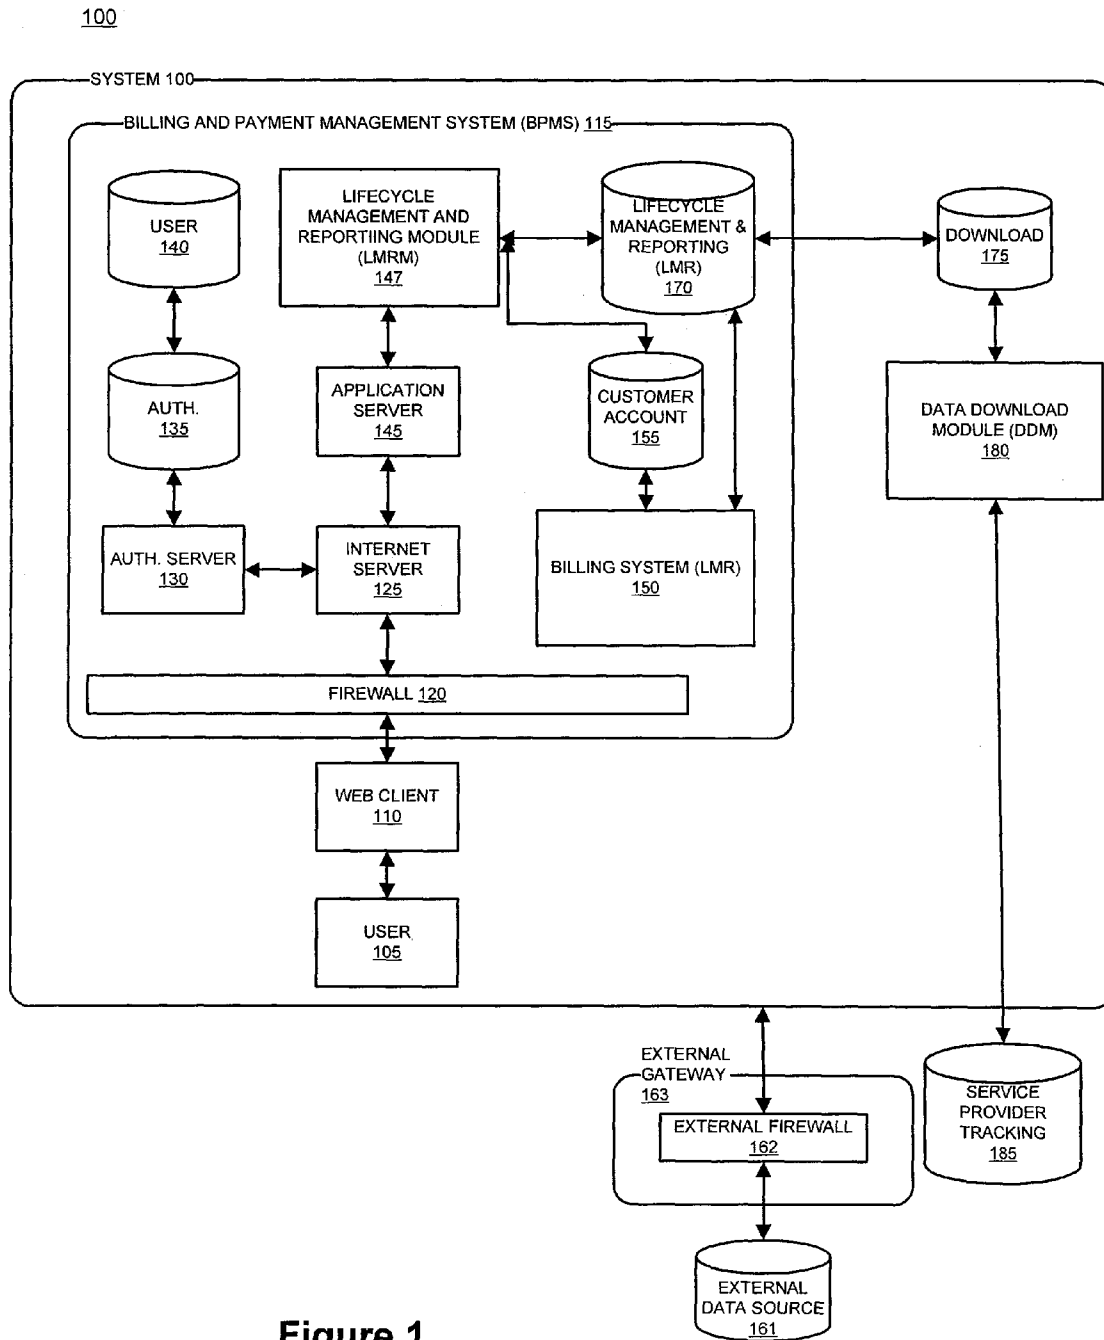 100
SYSTEM 100
BILLING AND PAYMENT MANAGEMENT SYSTEM (BPMS) 115
USER
140
LIFECYCLE
MANAGEMENT AND
REPORTIING MODULE
(LMRM)
147
LIFECYCLE
MANAGEMENT &
REPORTING
(LMR)
170
DOWNLOAD
175
AUTH.
135
APPLICATION
SERVER
145
CUSTOMER
ACCOUNT
155
DATA DOWNLOAD
MODULE (DDM)
180
AUTH. SERVER
130
INTERNET
SERVER
125
BILLING SYSTEM (LMR)
150
FIREWALL 120
WEB CLIENT
110
USER
105
EXTERNAL
GATEWAY
163
EXTERNAL FIREWALL
162
SERVICE
PROVIDER
TRACKING
185
EXTERNAL
DATA SOURCE
161
Figure 1